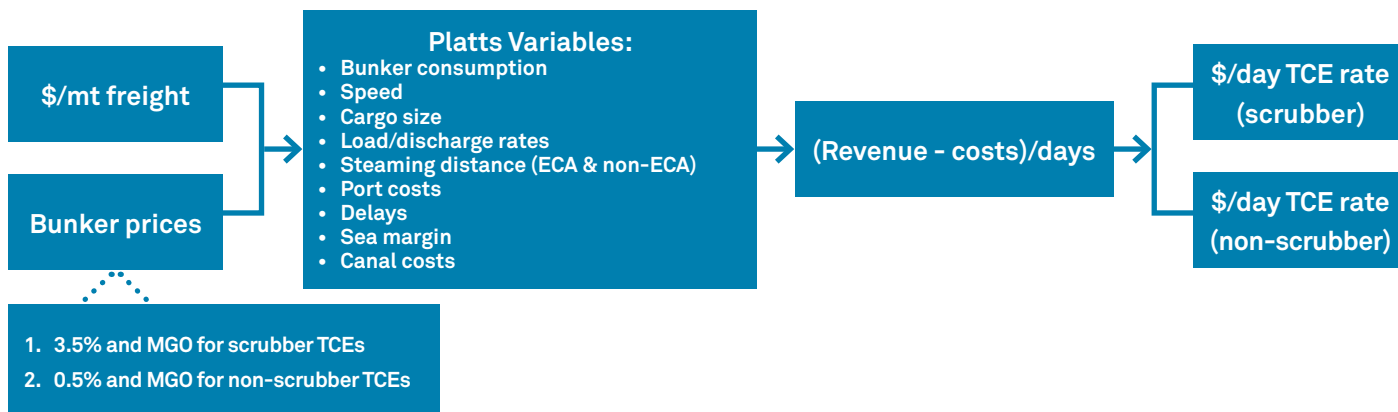 $/mt freight
Bunker prices
1. 3.5% and MGO for scrubber TCEs
2. 0.5% and MGO for non-scrubber TCEs
Platts Variables:
• Bunker consumption
• Speed
• Cargo size
• Load/discharge rates
• Steaming distance (ECA & non-ECA)
• Port costs
• Delays
• Sea margin
• Canal costs
(Revenue - costs)/days
$/day TCE rate
(scrubber)
$/day TCE rate
(non-scrubber)